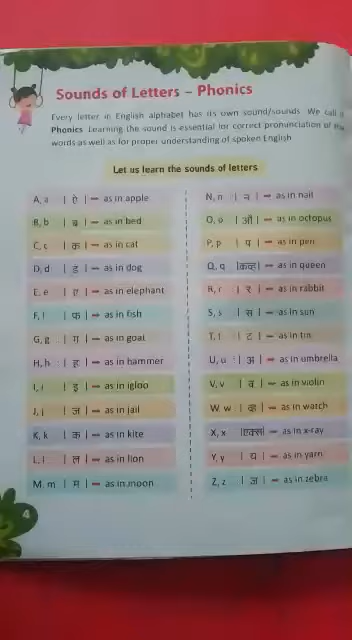 Sounds of Letters – Phonics
Every letter in English alphabet has its own sound/sounds. We call it
Phonics. Learning the sound is essential for correct pronunciation of the
words as well as for proper understanding of spoken English
Let us learn the sounds of letters
A, a | ऐ | – as in apple
B, b | ब | – as in bed
C, c | क | – as in cat
D, d | ड | – as in dog
E, e | ए | – as in elephant
F, f | फ | – as in fish
G, g | ग | – as in goat
H, h | ह | – as in hammer
I, i | इ | – as in igloo
J, j | ज | – as in jail
K, k | क | – as in kite
L, l | ल | – as in lion
M, m | म | – as in moon
N, n | न | – as in nail
O, o | ऑ | – as in octopus
P, p | प | – as in pen
Q, q |क्व| – as in queen
R, r | र | – as in rabbit
S, s | स | – as in sun
T, t | ट | – as in tin
U, u | अ | – as in umbrella
V, v | व | – as in violin
W, w | व्ह | – as in watch
X, x |एक्स| – as in x-ray
Y, y | य | – as in yarn
Z, z | ज़ | – as in zebra
4